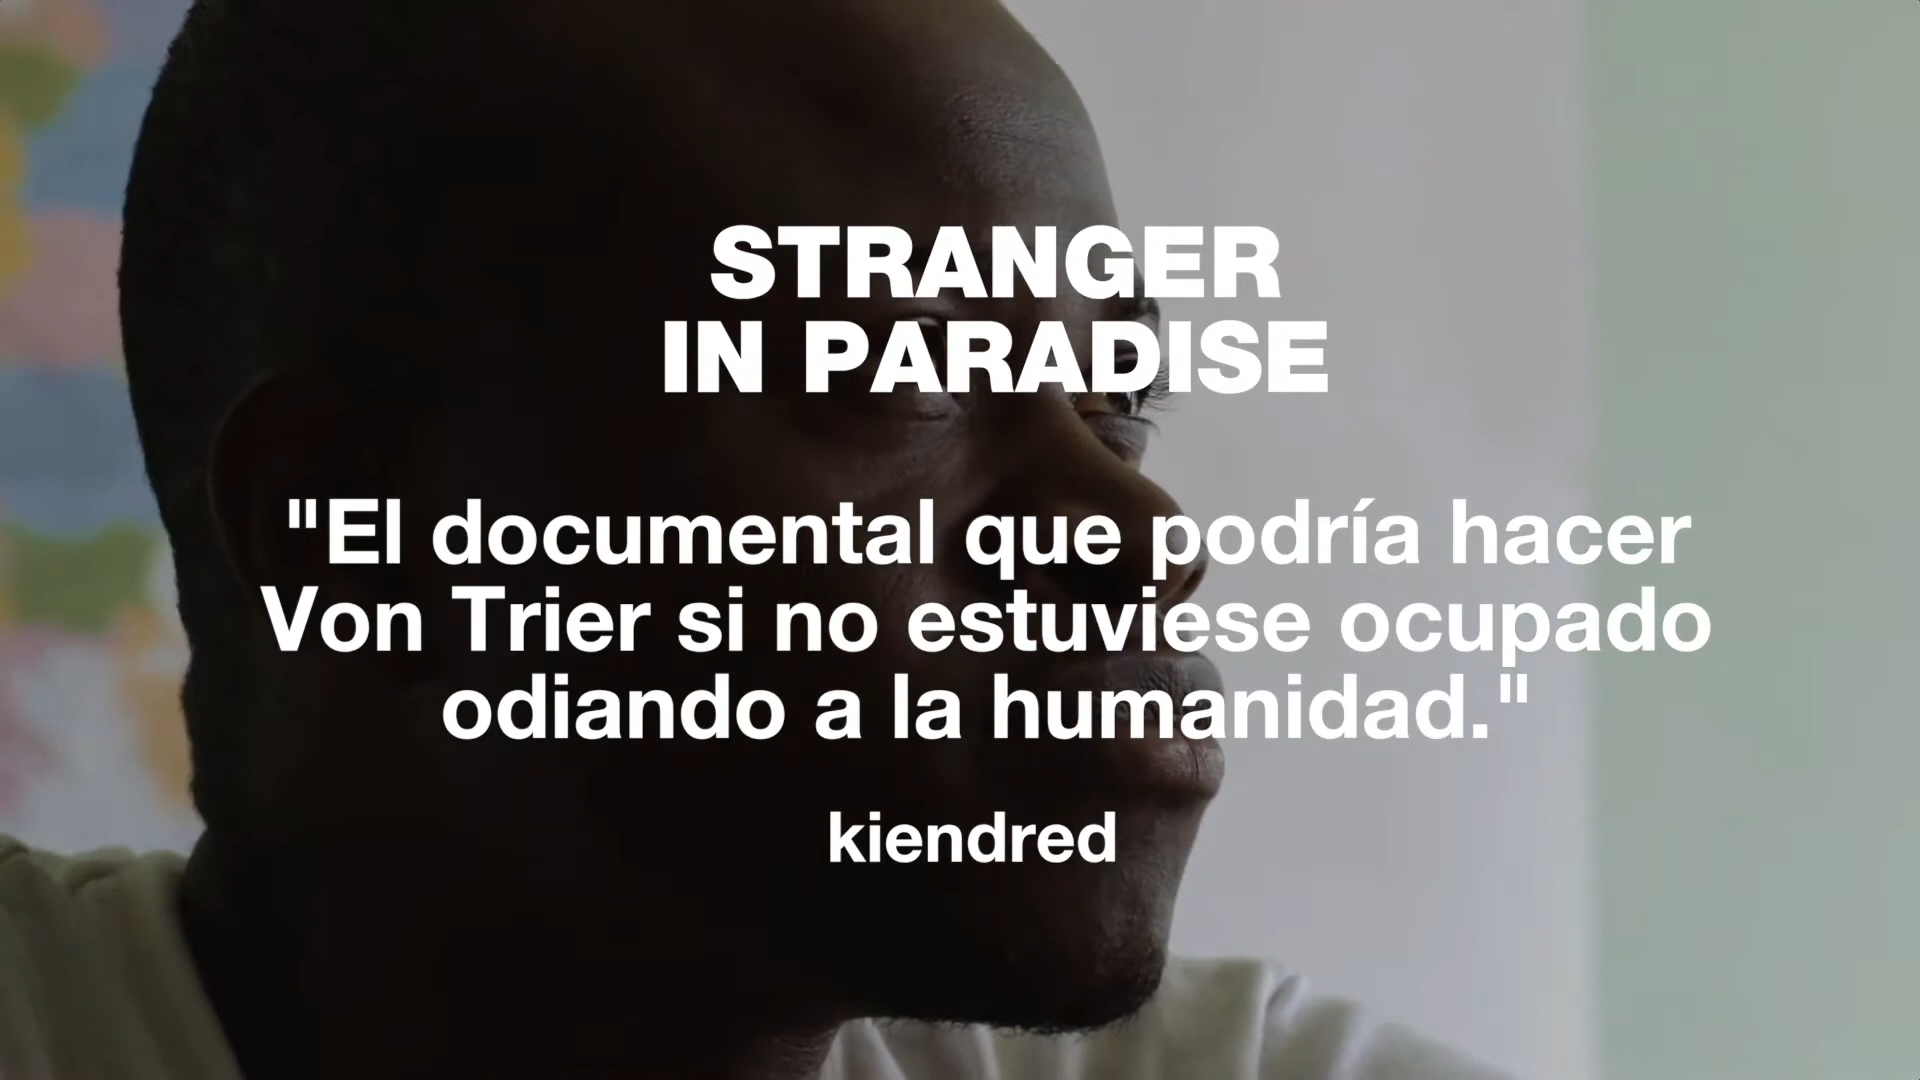 STRANGER
IN PARADISE
"El documental que podría hacer
Von Trier si no estuviese ocupado
odiando a la humanidad."
kiendred